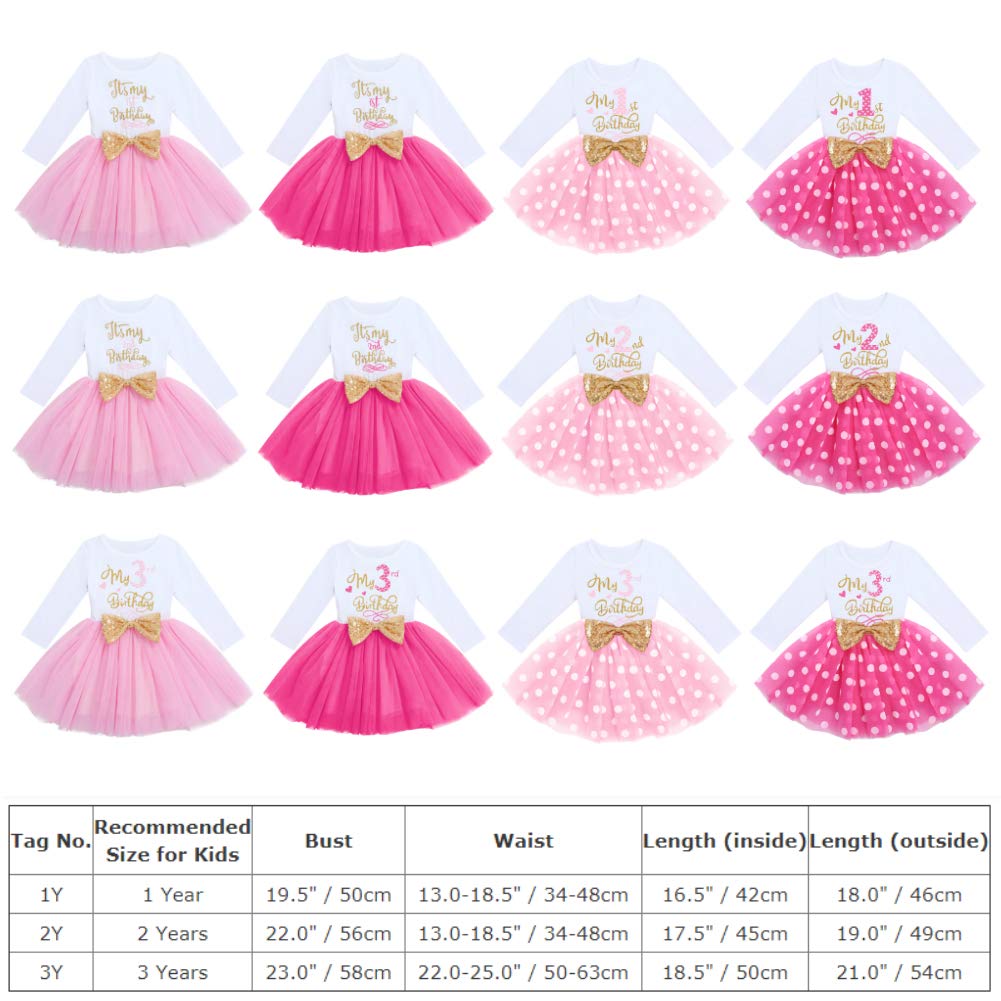 It's my
1st
Birthday
It's my
1st
Birthday
My 1st
Birthday
My 1st
Birthday
It's my
2nd
Birthday
It's my
2nd
Birthday
My 2nd
Birthday
My 2nd
Birthday
My 3rd
Birthday
My 3rd
Birthday
My 3rd
Birthday
My 3rd
Birthday
Tag No. Recommended Size for Kids Bust Waist Length (inside) Length (outside)
1Y 1 Year 19.5" / 50cm 13.0-18.5" / 34-48cm 16.5" / 42cm 18.0" / 46cm
2Y 2 Years 22.0" / 56cm 13.0-18.5" / 34-48cm 17.5" / 45cm 19.0" / 49cm
3Y 3 Years 23.0" / 58cm 22.0-25.0" / 50-63cm 18.5" / 50cm 21.0" / 54cm